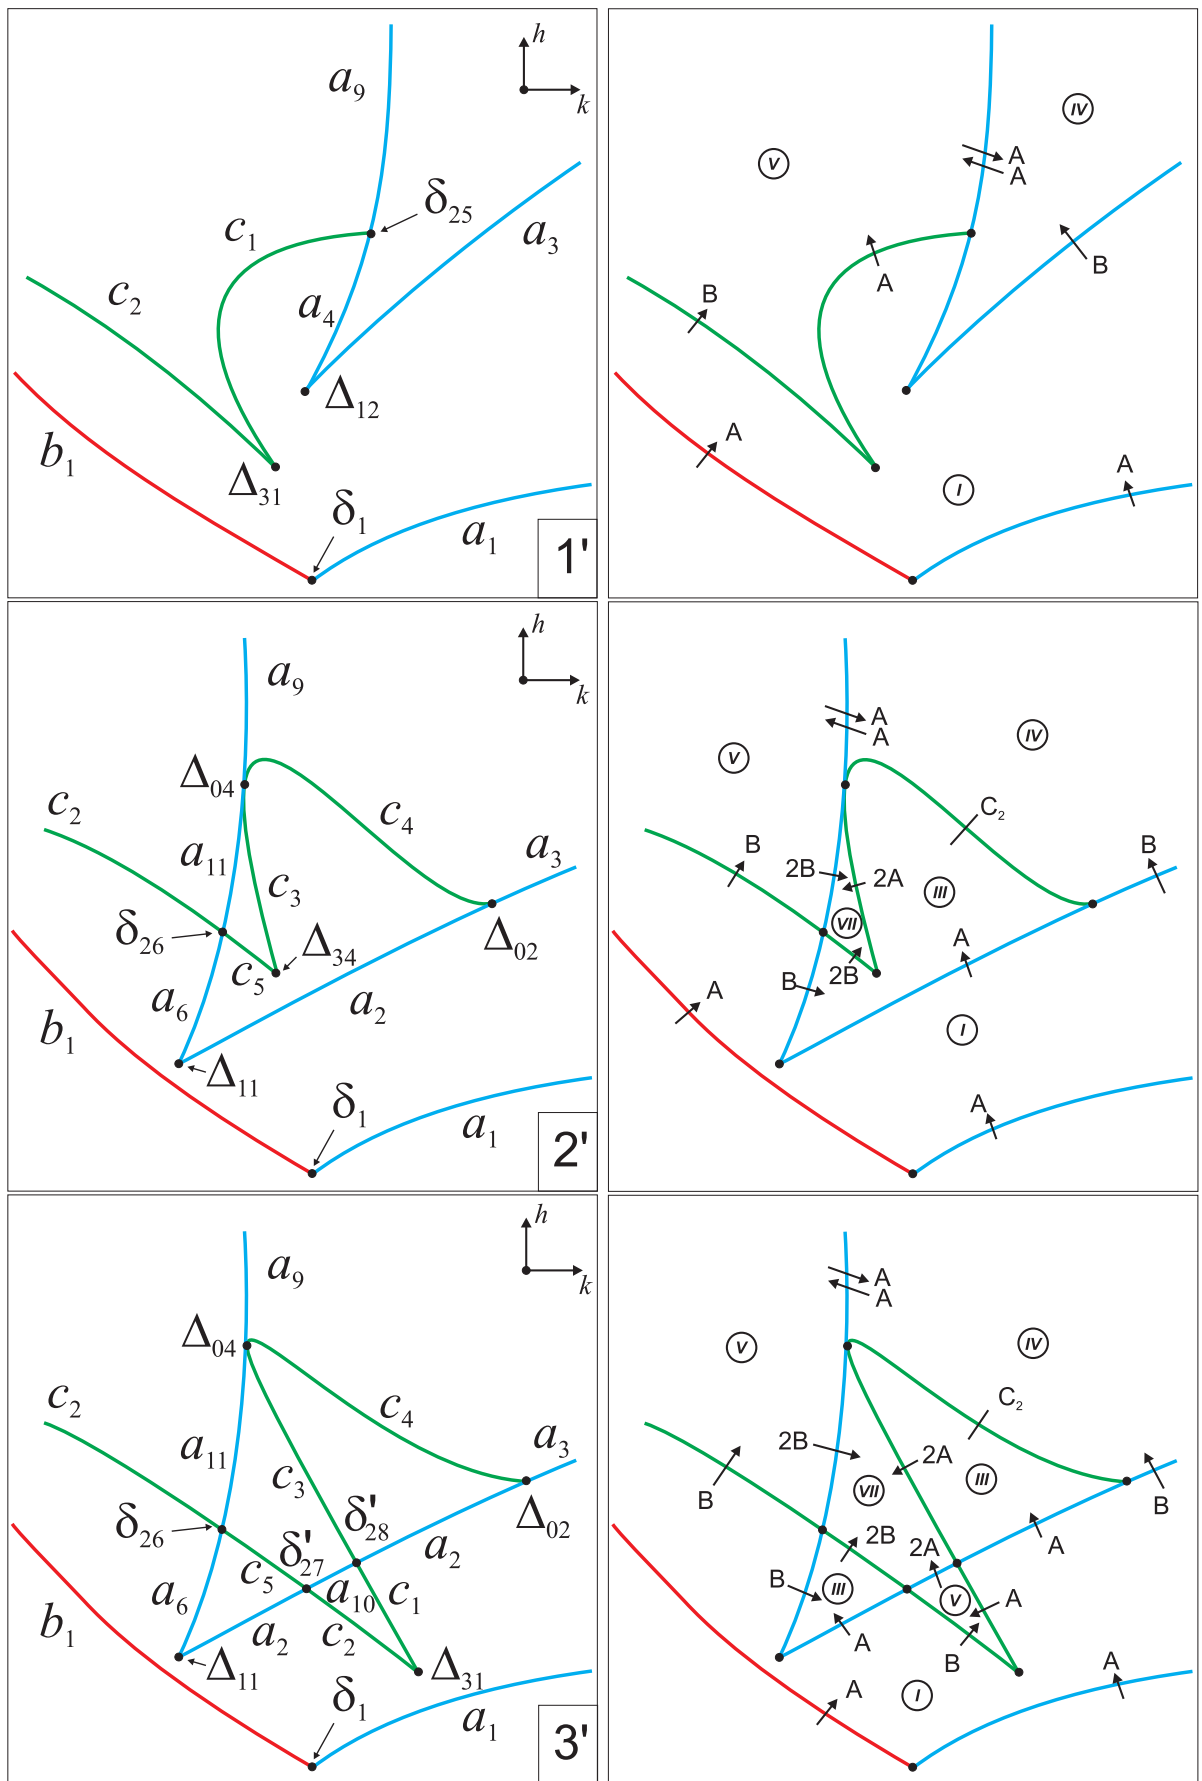 h
k
a₉
c₁
δ₂₅
a₃
c₂
a₄
Δ₁₂
b₁
Δ₃₁
δ₁
a₁
1'
IV
V
A
A
A
B
B
A
I
A
h
k
a₉
Δ₀₄
c₂
c₄
a₁₁
a₃
c₃
δ₂₆
Δ₃₄
Δ₀₂
c₅
a₆
a₂
b₁
Δ₁₁
δ₁
a₁
2'
A
A
IV
V
C₂
B
B
2B
2A
III
VII
A
2B
B
A
I
A
h
k
a₉
Δ₀₄
c₂
c₄
a₁₁
a₃
c₃
δ₂₆
δ'₂₈
Δ₀₂
δ'₂₇
a₂
c₅
a₆
a₁₀
c₁
b₁
a₂
c₂
Δ₁₁
Δ₃₁
δ₁
a₁
3'
A
A
V
IV
C₂
2B
2A
III
VII
B
B
2B
2A
A
B
III
V
A
A
B
A
A
I